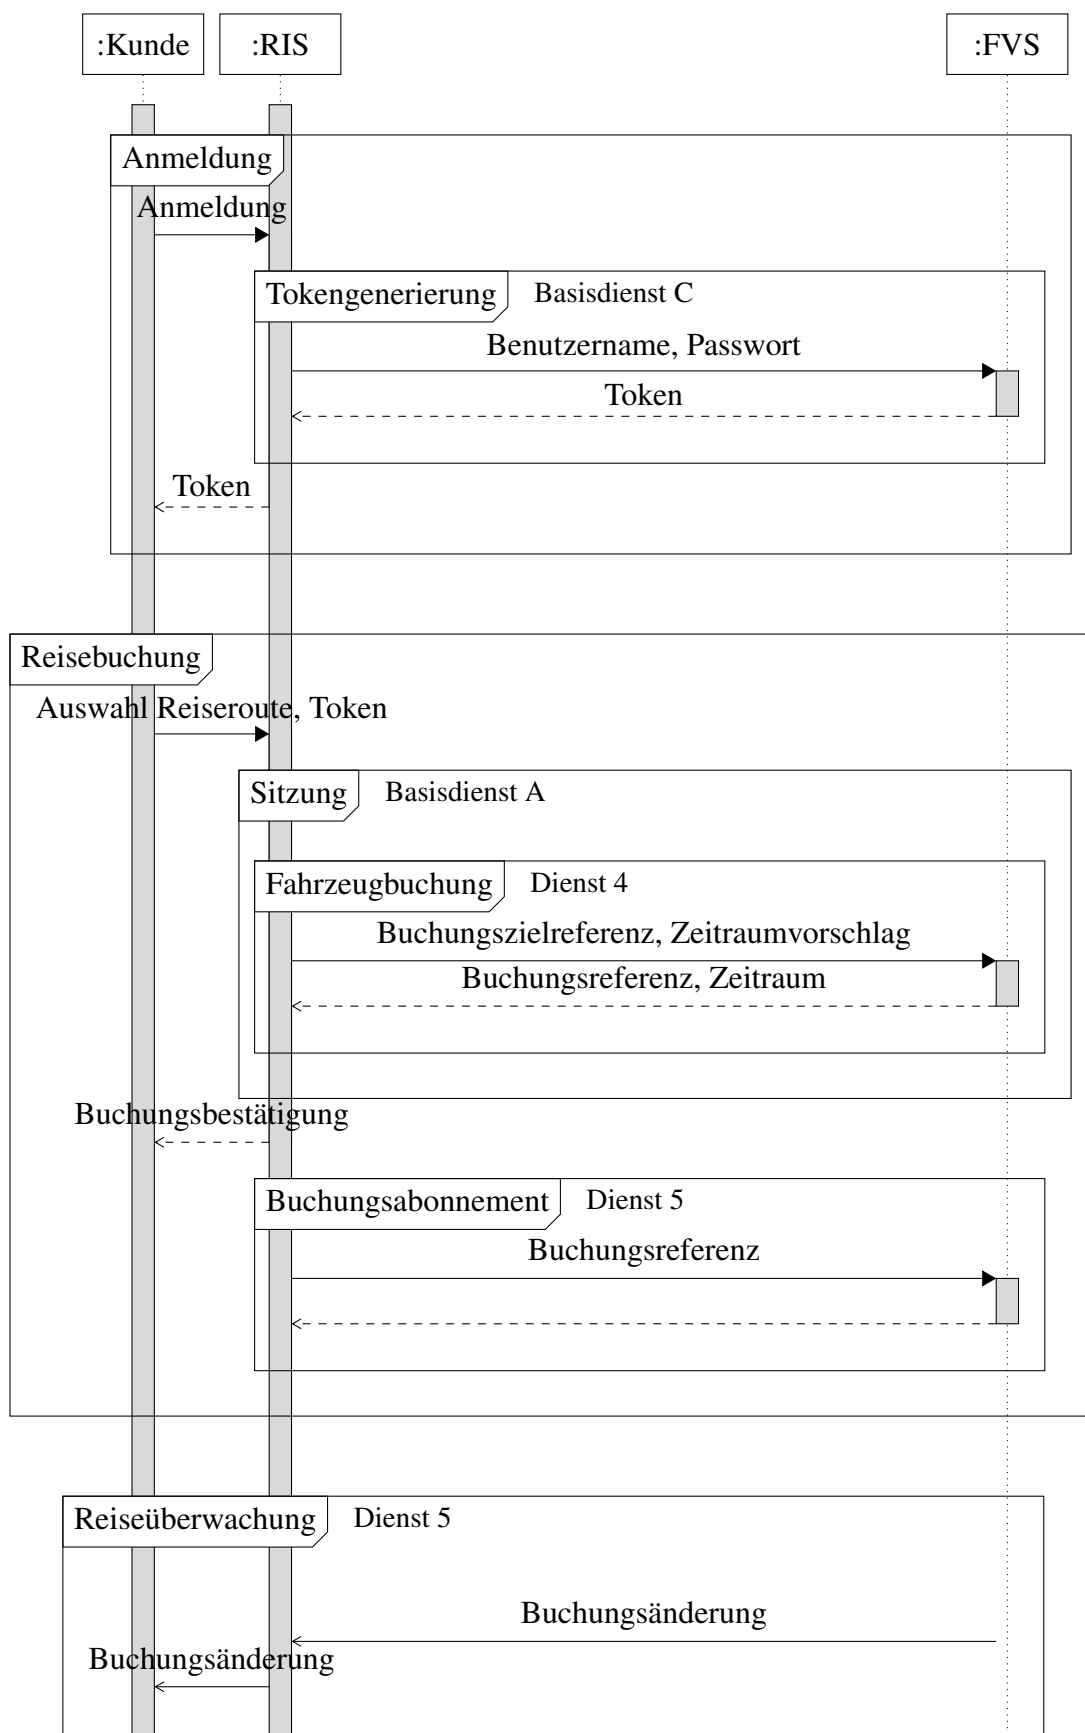 :Kunde :RIS :FVS
Anmeldung
Anmeldung
Tokengenerierung Basisdienst C
Benutzername, Passwort
Token
Token
Reisebuchung
Auswahl Reiseroute, Token
Sitzung Basisdienst A
Fahrzeugbuchung Dienst 4
Buchungszielreferenz, Zeitraumvorschlag
Buchungsreferenz, Zeitraum
Buchungsbestätigung
Buchungsabonnement Dienst 5
Buchungsreferenz
Reiseüberwachung Dienst 5
Buchungsänderung
Buchungsänderung